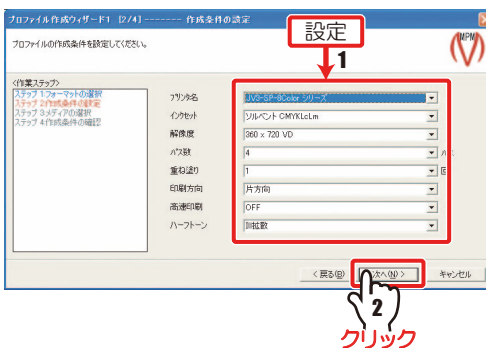 プロファイル作成ウィザード1 [2/4] ------- 作成条件の設定
設定
1
プロファイルの作成条件を設定してください。
MPM
<作業ステップ>
ステップ 1:フォーマットの選択
ステップ 2:作成条件の設定
ステップ 3:メディアの選択
ステップ 4:作成条件の確認
プリンタ名 JV3-SP-8Color シリーズ
インクセット ソルベント CMYKLcLm
解像度 360 x 720 VD
パス数 4
重ね塗り 1
印刷方向 片方向
高速印刷 OFF
ハーフトーン 誤差拡散
< 戻る(B) 次へ(N) > キャンセル
2
クリック